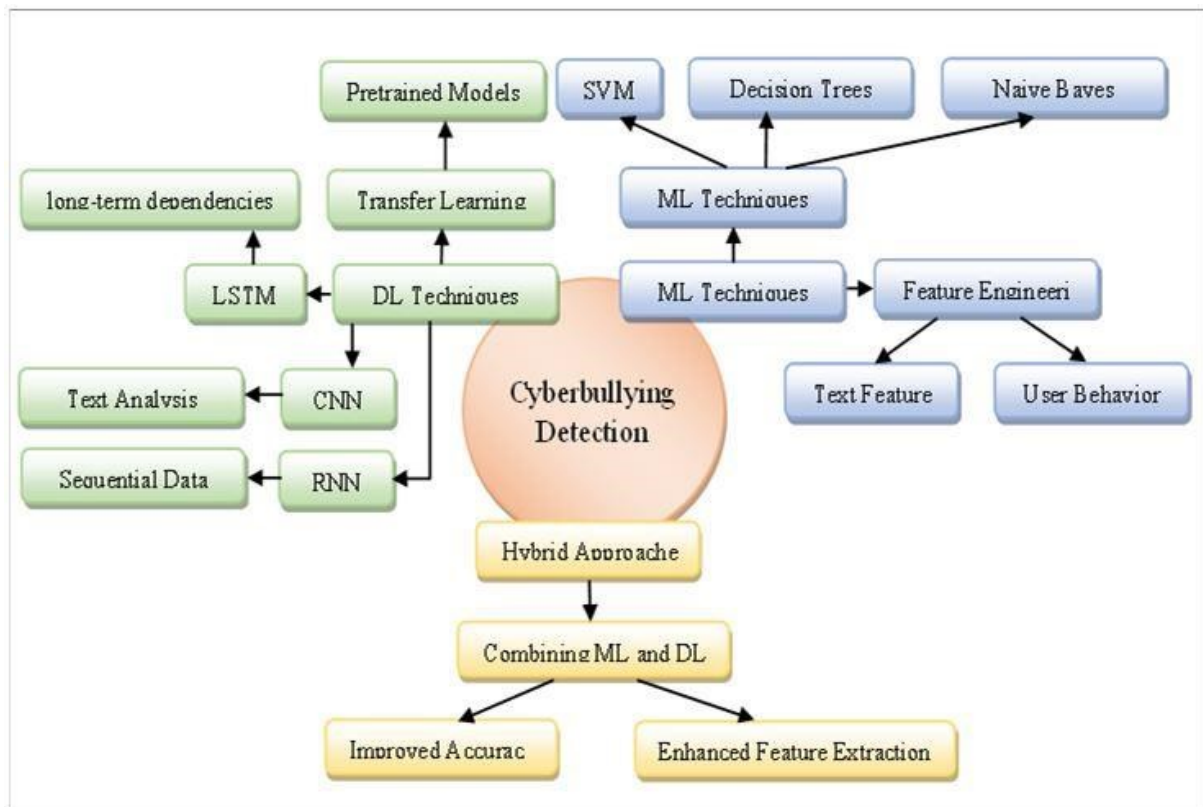 Pretrained Models
SVM
Decision Trees
Naive Bayes
long-term dependencies
Transfer Learning
ML Techniques
LSTM
DL Techniques
ML Techniques
Feature Engineeri
Cyberbullying
Detection
Text Analysis
CNN
Text Feature
User Behavior
Sequential Data
RNN
Hybrid Approache
Combining ML and DL
Improved Accurac
Enhanced Feature Extraction